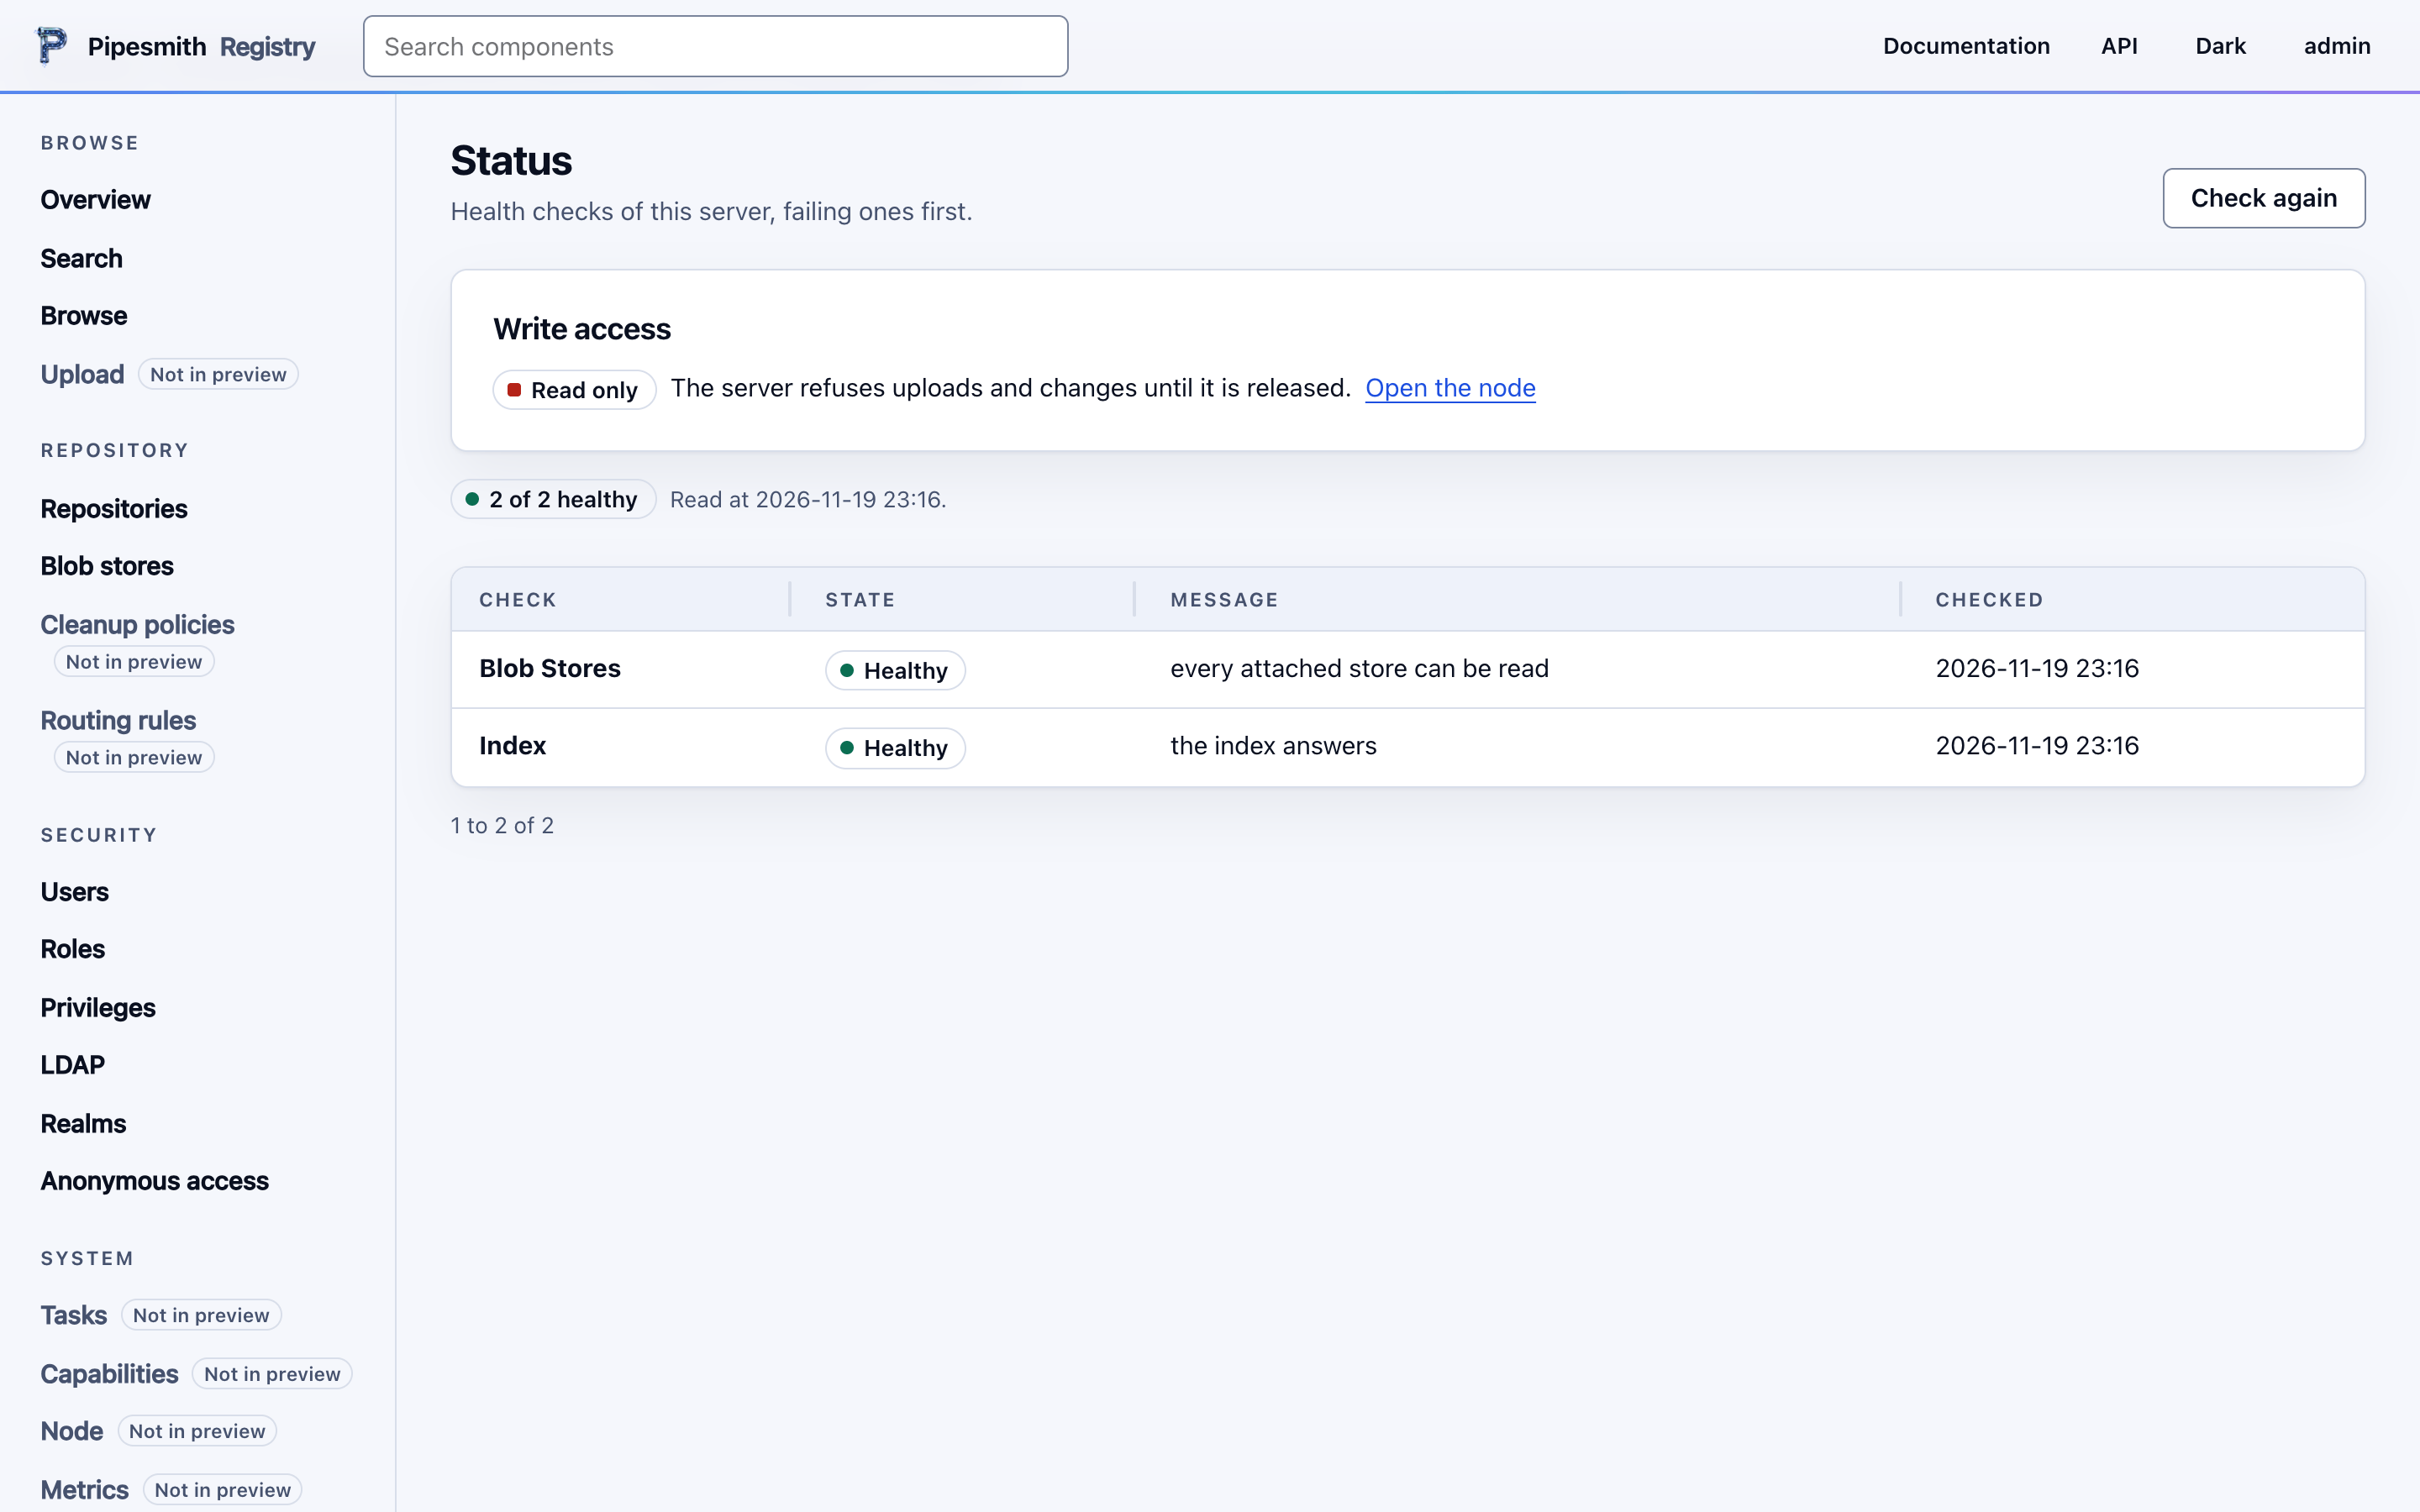 Pipesmith Registry
Search components
Documentation API Dark admin
BROWSE
Overview
Search
Browse
Upload Not in preview
REPOSITORY
Repositories
Blob stores
Cleanup policies
Not in preview
Routing rules
Not in preview
SECURITY
Users
Roles
Privileges
LDAP
Realms
Anonymous access
SYSTEM
Tasks Not in preview
Capabilities Not in preview
Node Not in preview
Metrics Not in preview
Status
Health checks of this server, failing ones first.
Check again
Write access
Read only The server refuses uploads and changes until it is released. Open the node
2 of 2 healthy Read at 2026-11-19 23:16.
CHECK STATE MESSAGE CHECKED
Blob Stores Healthy every attached store can be read 2026-11-19 23:16
Index Healthy the index answers 2026-11-19 23:16
1 to 2 of 2